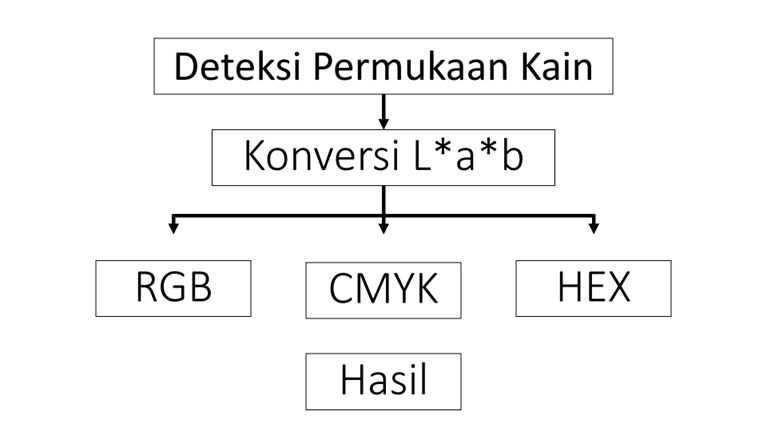 Deteksi Permukaan Kain
Konversi L*a*b
RGB
CMYK
HEX
Hasil